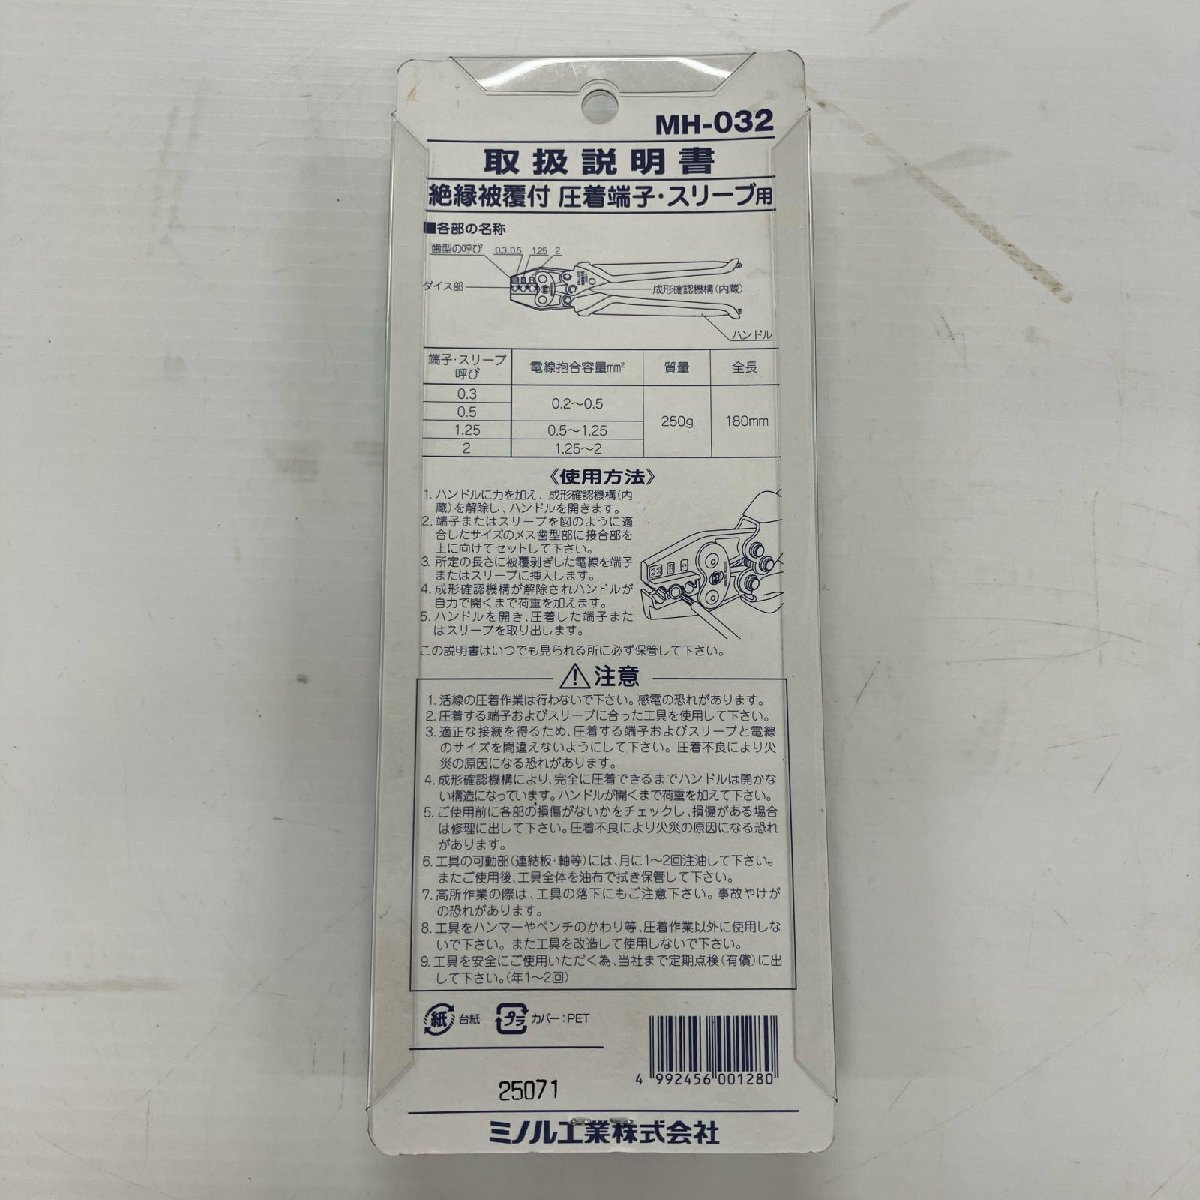 MH-032
取扱説明書
絶縁被覆付 圧着端子・スリーブ用
■各部の名称
歯型の呼び 0.3,0.5 1.25 2
ダイス部
成形確認機構(内蔵)
ハンドル
端子・スリーブ呼び 電線抱合容量mm² 質量 全長
0.3 0.2～0.5 250g 180mm
0.5
1.25 0.5～1.25
2 1.25～2
《使用方法》
1. ハンドルに力を加え、成形確認機構(内
蔵)を解除し、ハンドルを開きます。
2. 端子またはスリーブを図のように適
合したサイズのメス歯型部に接合部を
上に向けてセットして下さい。
3. 所定の長さに被覆剥ぎした電線を端子
またはスリーブに挿入します。
4. 成形確認機構が解除されハンドルが
自力で開くまで荷重を加えます。
5. ハンドルを開き、圧着した端子また
はスリーブを取り出します。
この説明書はいつでも見られる所に必ず保管して下さい。
注意
1. 活線の圧着作業は行わないで下さい。感電の恐れがあります。
2. 圧着する端子およびスリーブに合った工具を使用して下さい。
3. 適正な接続を得るため、圧着する端子およびスリーブと電線
のサイズを間違えないようにして下さい。圧着不良により火
災の原因になる恐れがあります。
4. 成形確認機構により、完全に圧着できるまでハンドルは開かな
い構造になっています。ハンドルが開くまで荷重を加えて下さい。
5. ご使用前に各部の損傷がないかをチェックし、損傷がある場合
は修理に出して下さい。圧着不良により火災の原因になる恐れ
があります。
6. 工具の可動部(連結板・軸等)には、月に1～2回注油して下さい。
またご使用後、工具全体を油布で拭き保管して下さい。
7. 高所作業の際は、工具の落下にもご注意下さい。事故やけが
の恐れがあります。
8. 工具をハンマーやペンチのかわり等、圧着作業以外に使用しな
いで下さい。また工具を改造して使用しないで下さい。
9. 工具を安全にご使用いただく為、当社まで定期点検(有償)に出
して下さい。(年1～2回)
紙 台紙 プラ カバー:PET
4 992456 001280
25071
ミノル工業株式会社